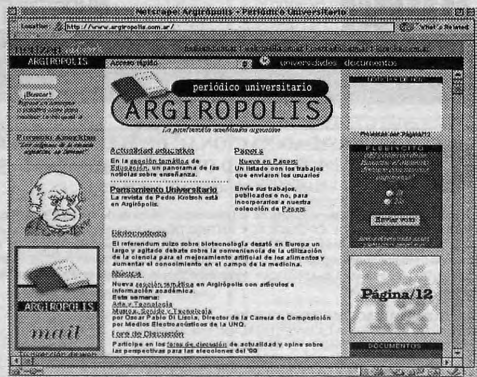 Netscape: Argirópolis - Periódico Universitario
Location: http://www.argiropolis.com.ar/
What's Related
ARGIROPOLIS
Acceso rápido
universidades documentos
¡Buscar!
periódico universitario
ARGIROPOLIS
La publicación académica argentina
Actualidad educativa
En la sección temática de
Educación, un panorama de las
noticias sobre enseñanza.
Pensamiento Universitario
La revista de Pedro Krotsch está
en Argirópolis.
Papers
Nuevo en Papers:
Un listado con los trabajos
que enviaron los usuarios
Envíe sus trabajos,
publicados o no, para
incorporarlos a nuestra
colección de Papers.
Biotecnología
El referendum suizo sobre biotecnología desató en Europa un
largo y agitado debate sobre la conveniencia de la utilización
de la ciencia para el mejoramiento artificial de los alimentos y
aumentar el conocimiento en el campo de la medicina.
Música
Nueva sección temática en Argirópolis con artículos e
información académica.
Esta semana:
Arte y Tecnología
Música, Sonido y Tecnología
por Oscar Pablo Di Liscia, Director de la Carrera de Composición
por Medios Electroacústicos de la UNQ.
Foro de Discusión
Participe en los foros de discusión de actualidad y opine sobre
las perspectivas para las elecciones del '99
ARGIROPOLIS
mail
PLEBISCITO
Enviar voto
Página/12
DOCUMENTOS